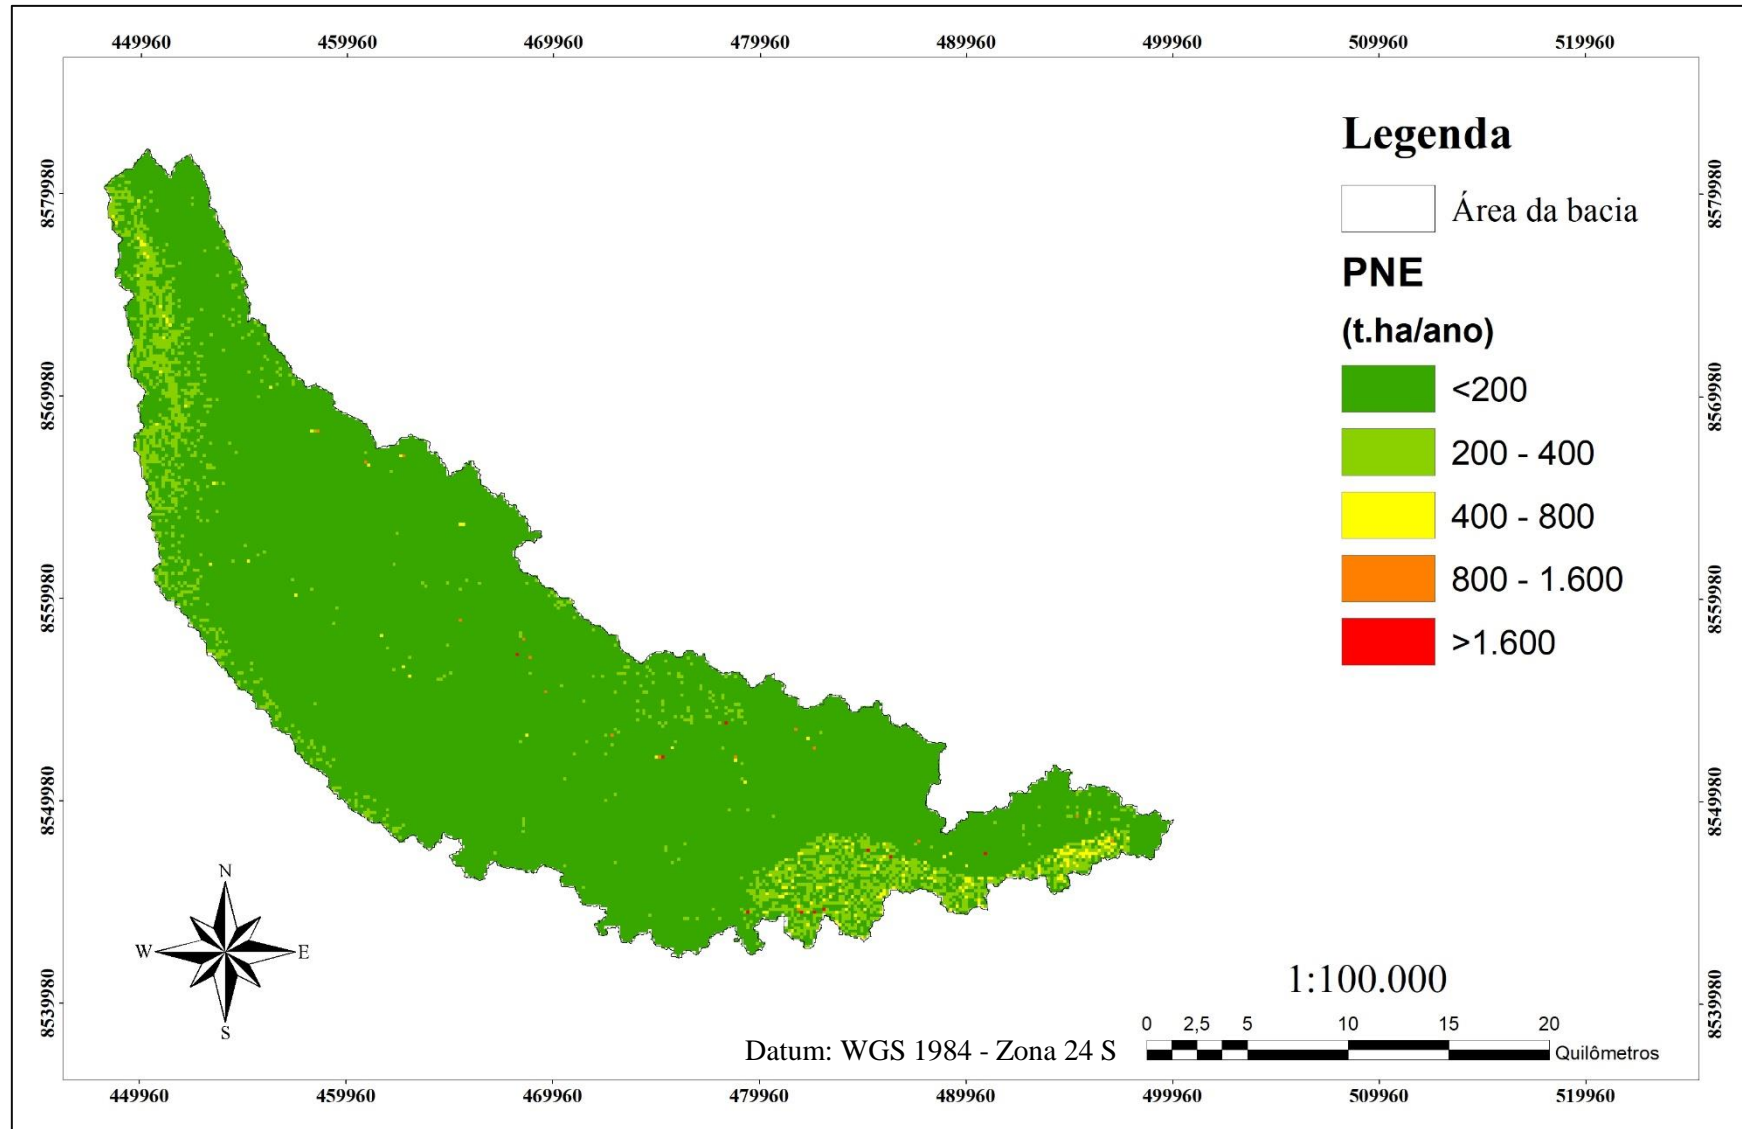 449960 459960 469960 479960 489960 499960 509960 519960
8579980
8569980
8559980
8549980
8539980
Legenda
Área da bacia
PNE
(t.ha/ano)
<200
200 - 400
400 - 800
800 - 1.600
>1.600
8579980
8569980
8559980
8549980
8539980
N
W E
S
1:100.000
0 2,5 5 10 15 20
Quilômetros
Datum: WGS 1984 - Zona 24 S
449960 459960 469960 479960 489960 499960 509960 519960